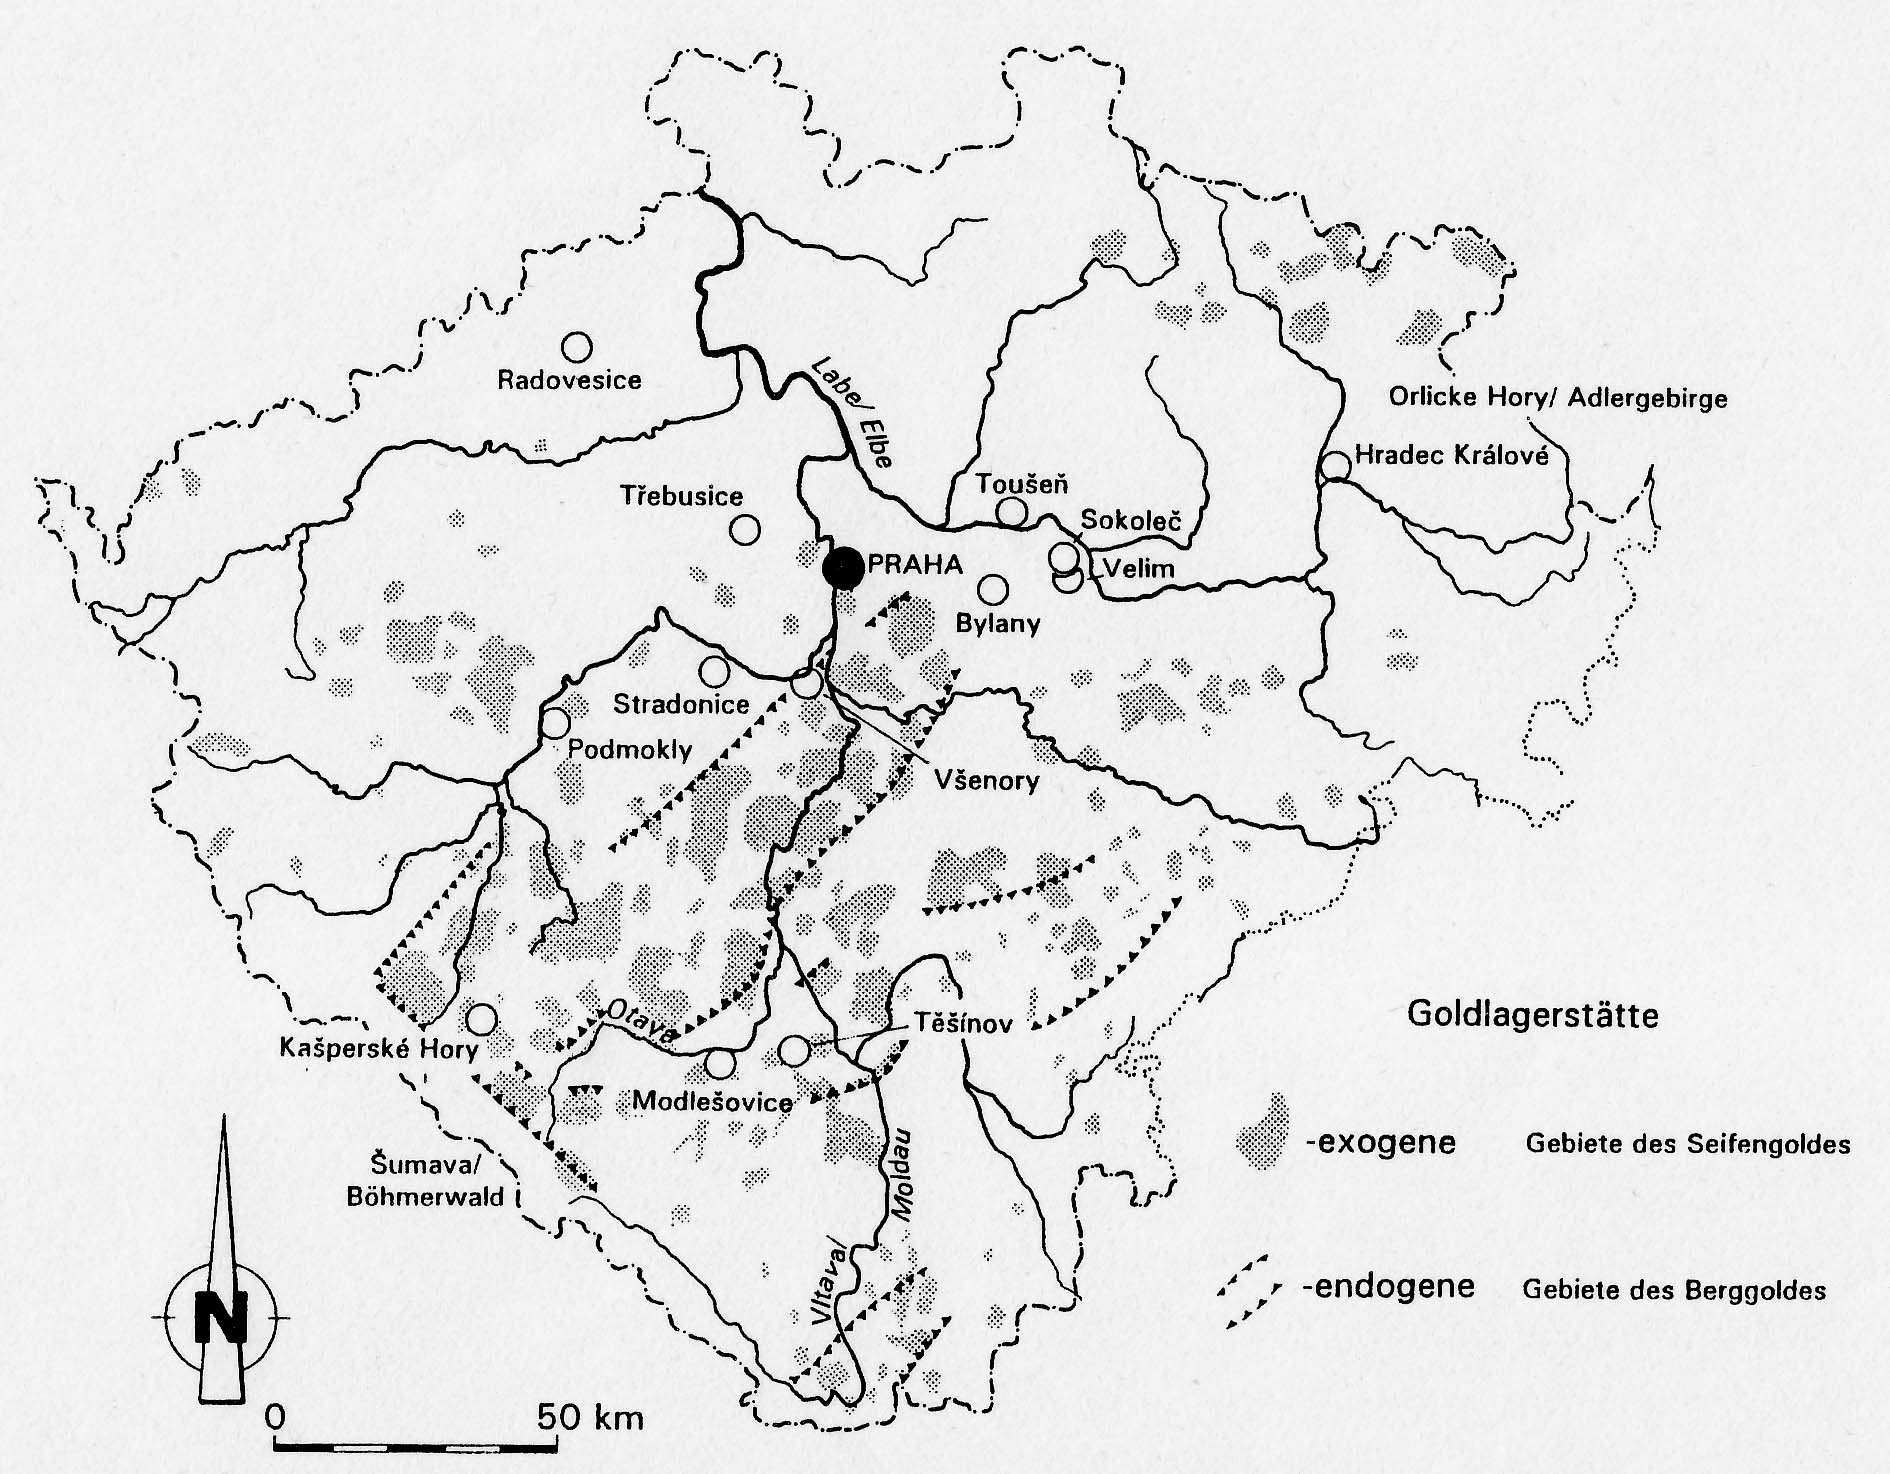 Radovesice
Labe/ Elbe
Orlicke Hory/ Adlergebirge
Hradec Králové
Třebusice
Toušeň
Sokoleč
PRAHA
Velim
Bylany
Stradonice
Podmokly
Všenory
Otava
Těšínov
Kašperské Hory
Modlešovice
Šumava/
Böhmerwald
Vltava/ Moldau
Goldlagerstätte
-exogene Gebiete des Seifengoldes
-endogene Gebiete des Berggoldes
N
0 50 km